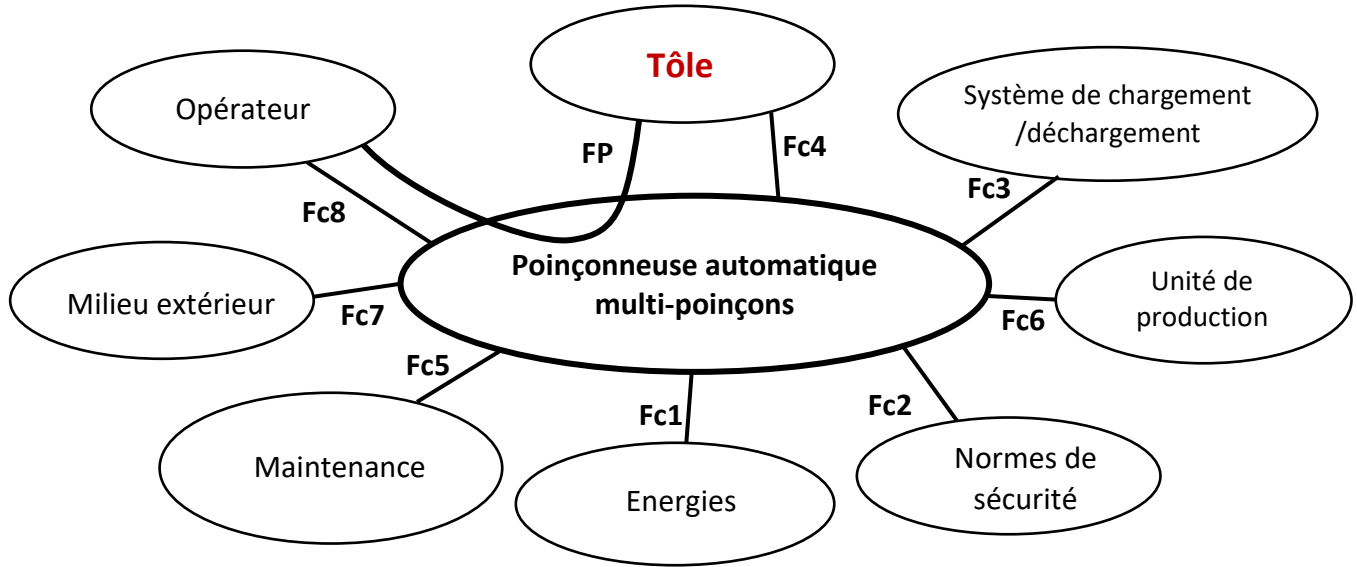 Tôle
Opérateur
Système de chargement
/déchargement
FP
Fc4
Fc3
Fc8
Poinçonneuse automatique
multi-poinçons
Milieu extérieur
Fc7
Unité de
production
Fc6
Fc5
Fc1
Fc2
Maintenance
Energies
Normes de
sécurité